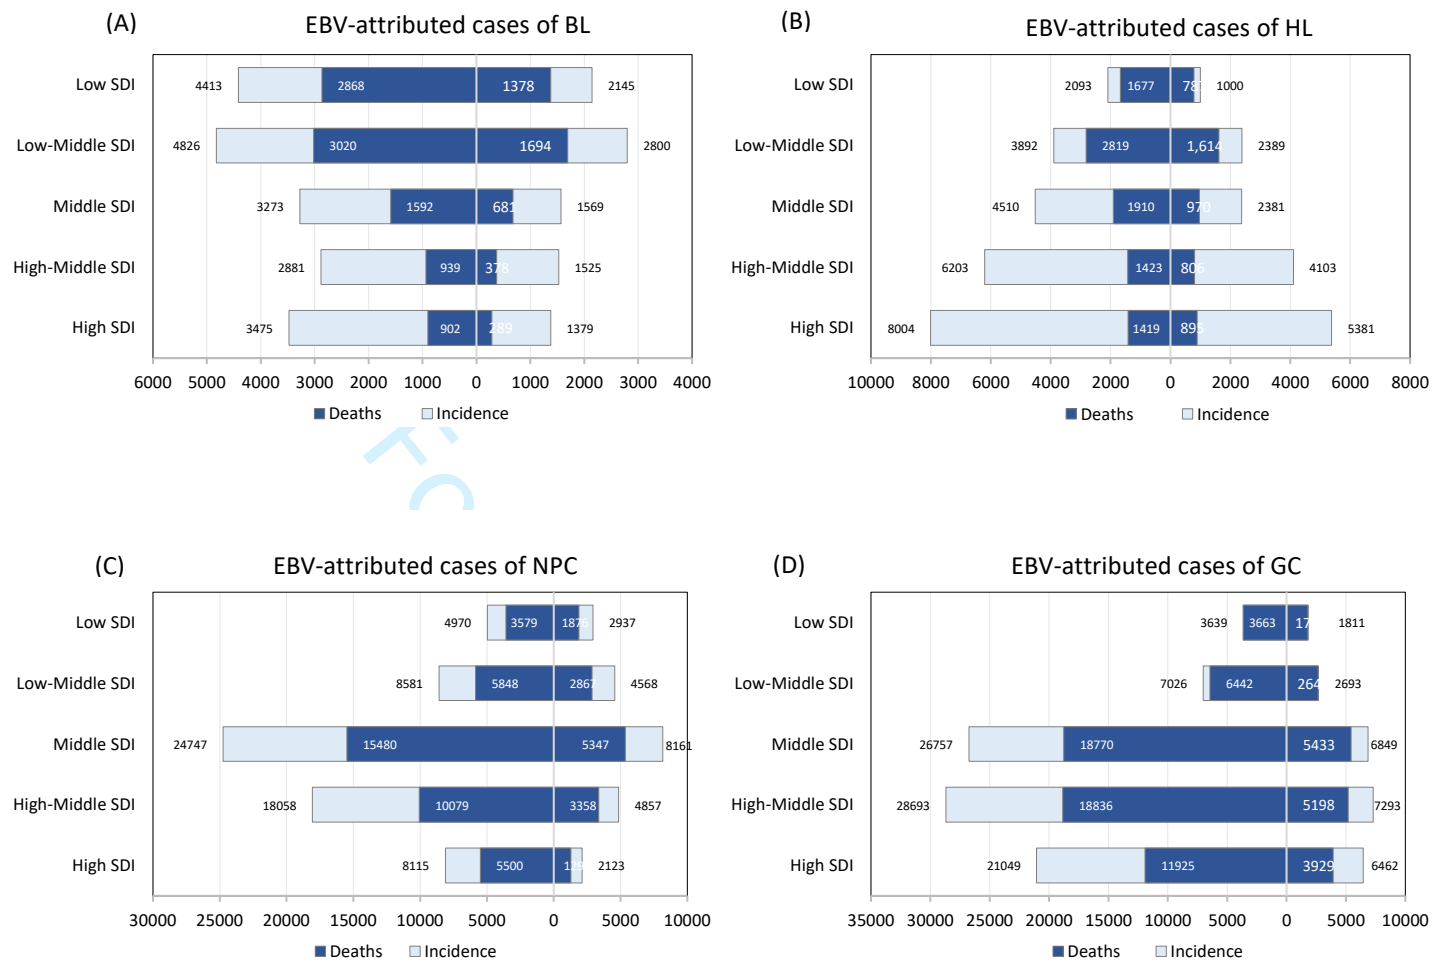 (A) EBV-attributed cases of BL
Low SDI 4413 2868 1378 2145
Low-Middle SDI 4826 3020 1694 2800
Middle SDI 3273 1592 681 1569
High-Middle SDI 2881 939 378 1525
High SDI 3475 902 289 1379
6000 5000 4000 3000 2000 1000 0 1000 2000 3000 4000
Deaths Incidence
(B) EBV-attributed cases of HL
Low SDI 2093 1677 1000
Low-Middle SDI 3892 2819 1,614 2389
Middle SDI 4510 1910 970 2381
High-Middle SDI 6203 1423 806 4103
High SDI 8004 1419 895 5381
10000 8000 6000 4000 2000 0 2000 4000 6000 8000
Deaths Incidence
(C) EBV-attributed cases of NPC
Low SDI 4970 3579 1876 2937
Low-Middle SDI 8581 5848 2867 4568
Middle SDI 24747 15480 5347 8161
High-Middle SDI 18058 10079 3358 4857
High SDI 8115 5500 2123
30000 25000 20000 15000 10000 5000 0 5000 10000
Deaths Incidence
(D) EBV-attributed cases of GC
Low SDI 3639 3663 1811
Low-Middle SDI 7026 6442 2693
Middle SDI 26757 18770 5433 6849
High-Middle SDI 28693 18836 5198 7293
High SDI 21049 11925 3929 6462
35000 30000 25000 20000 15000 10000 5000 0 5000 10000
Deaths Incidence